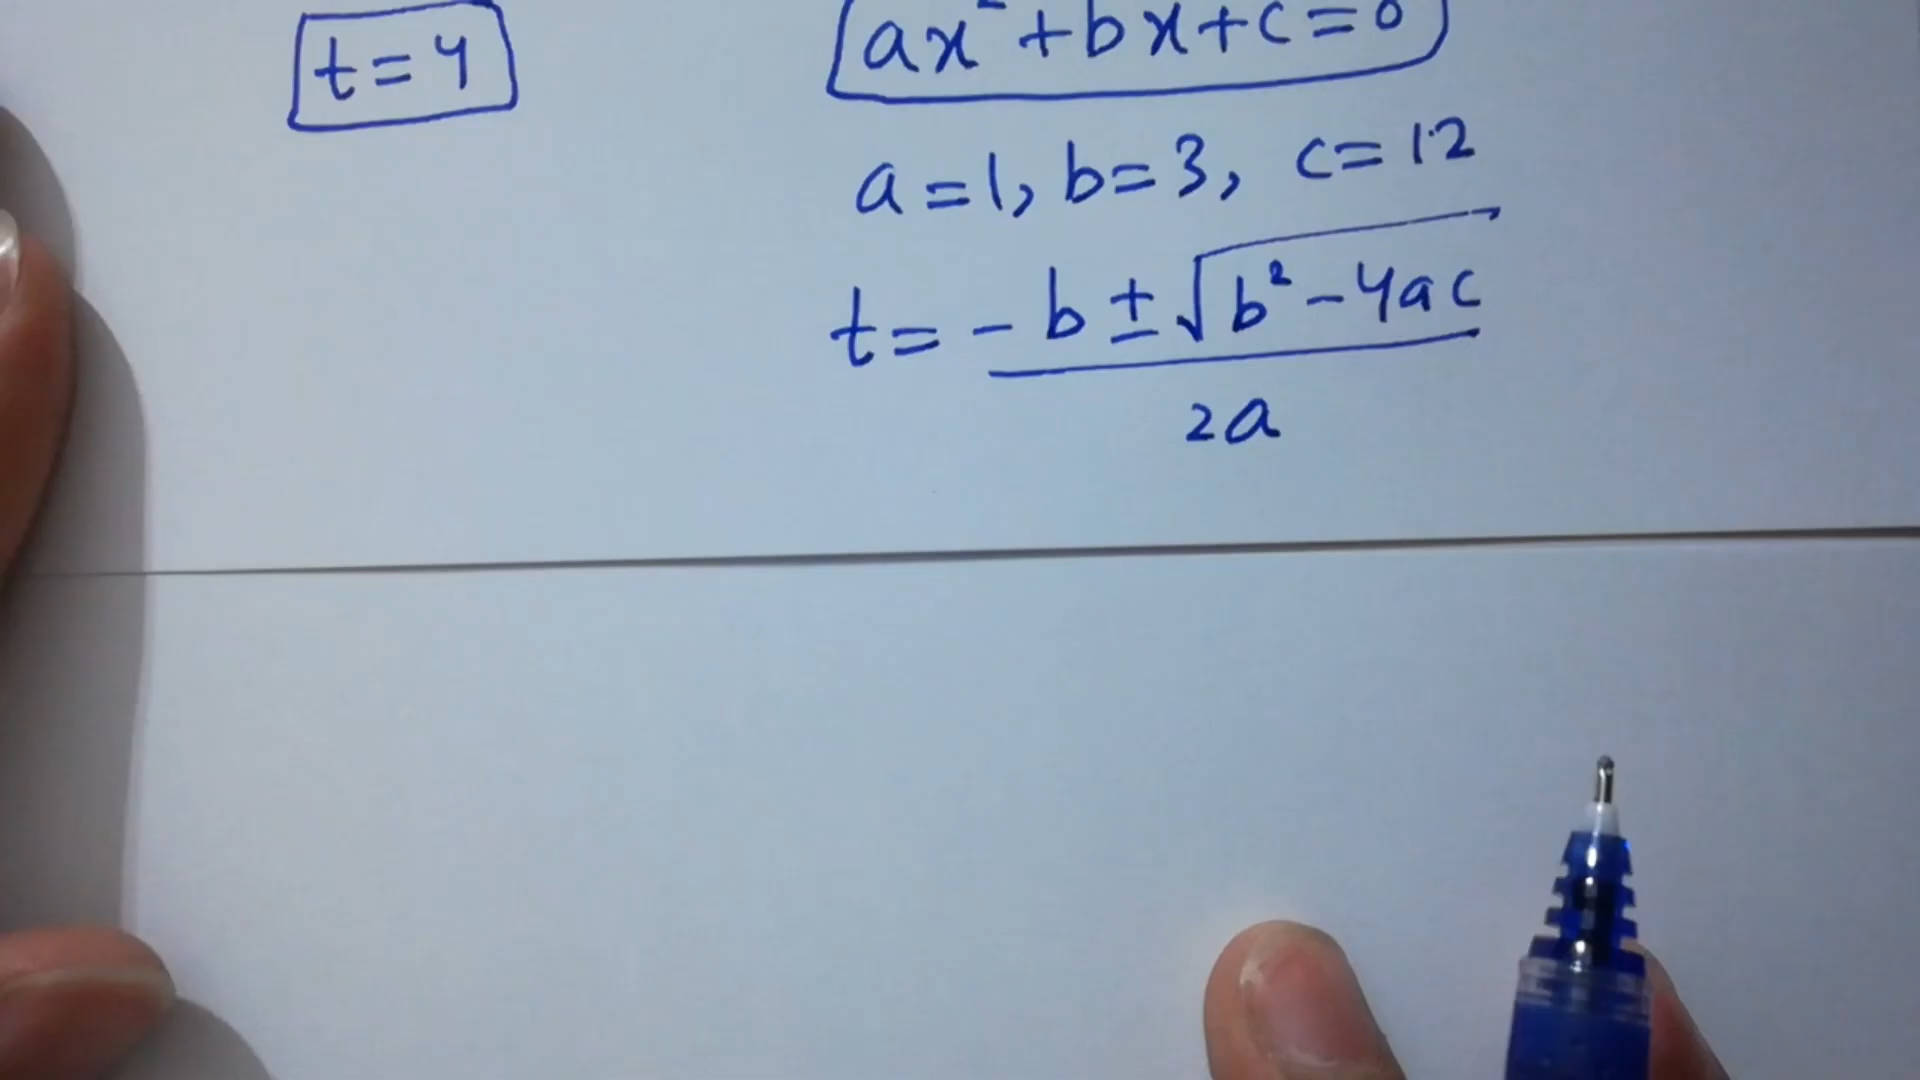 t=4
ax²+bx+c=0
a=1, b=3, c=12
t= -b ± √b²-4ac
2a